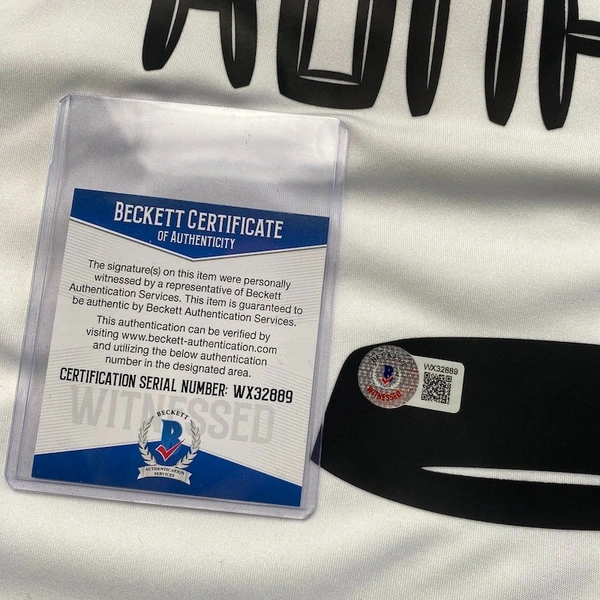 BECKETT CERTIFICATE
OF AUTHENTICITY
The signature(s) on this item were personally
witnessed by a representative of Beckett
Authentication Services. This item is guaranteed to
be authentic by Beckett Authentication Services.
This authentication can be verified by
visiting www.beckett-authentication.com
and utilizing the below authentication
number in the designated area.
CERTIFICATION SERIAL NUMBER: WX32889
WITNESSED
BECKETT
B
AUTHENTICATION
SERVICES
WX32889
B
WITNESSED